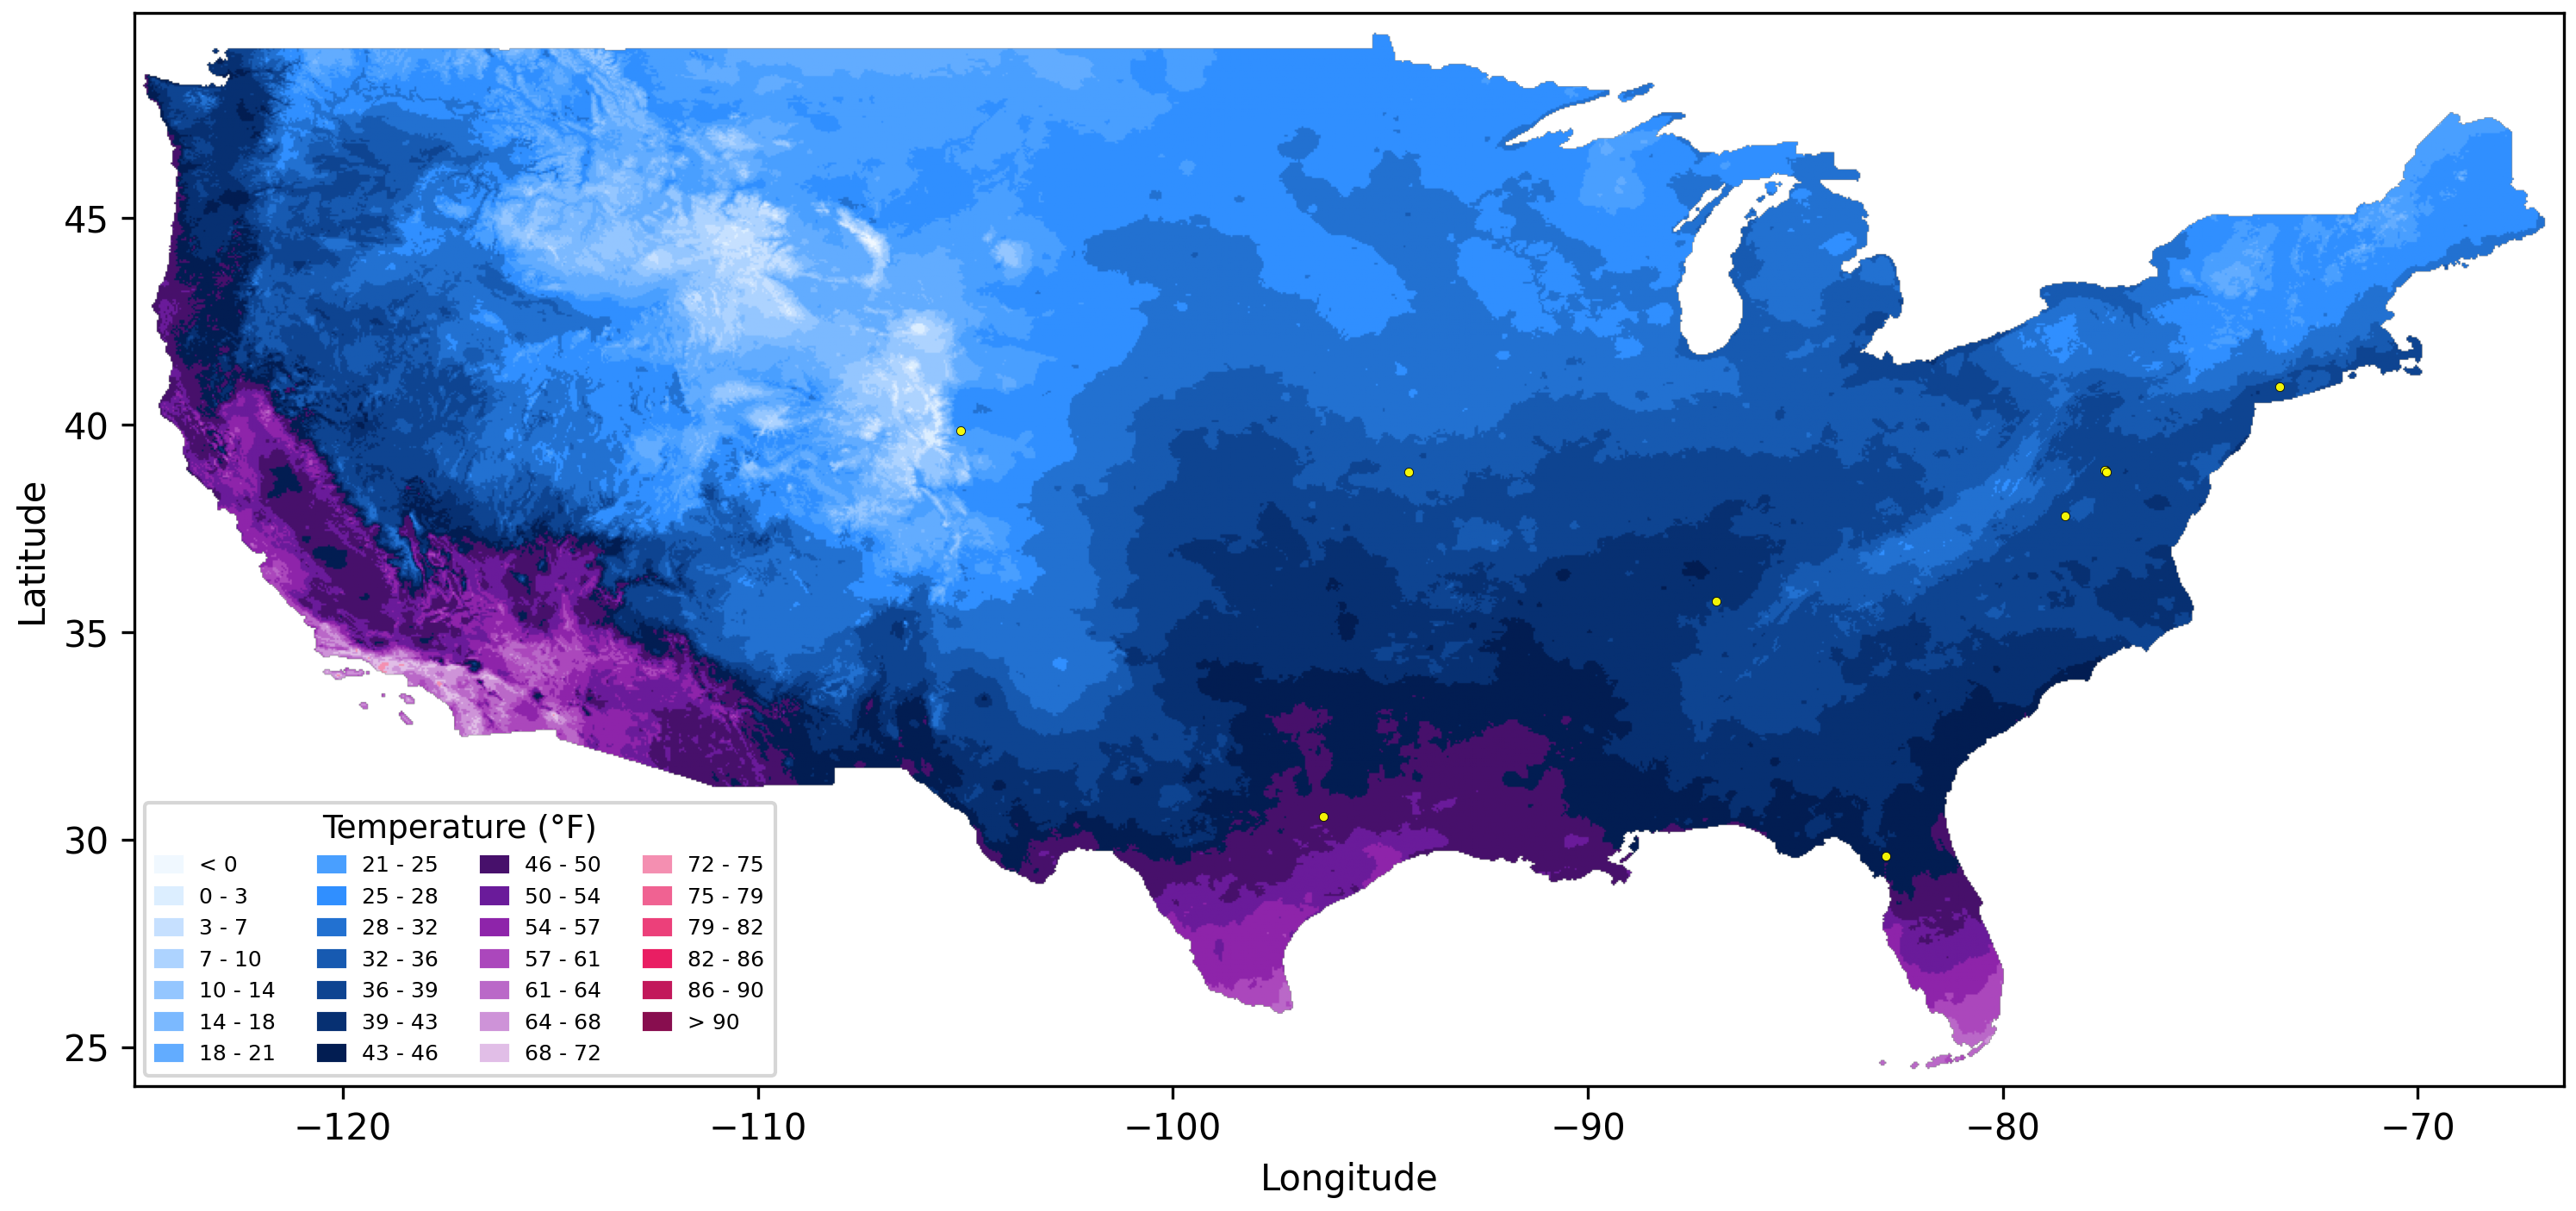 45
40
35
30
25
Latitude
Temperature (°F)
< 0 21 - 25 46 - 50 72 - 75
0 - 3 25 - 28 50 - 54 75 - 79
3 - 7 28 - 32 54 - 57 79 - 82
7 - 10 32 - 36 57 - 61 82 - 86
10 - 14 36 - 39 61 - 64 86 - 90
14 - 18 39 - 43 64 - 68 > 90
18 - 21 43 - 46 68 - 72
−120 −110 −100 −90 −80 −70
Longitude